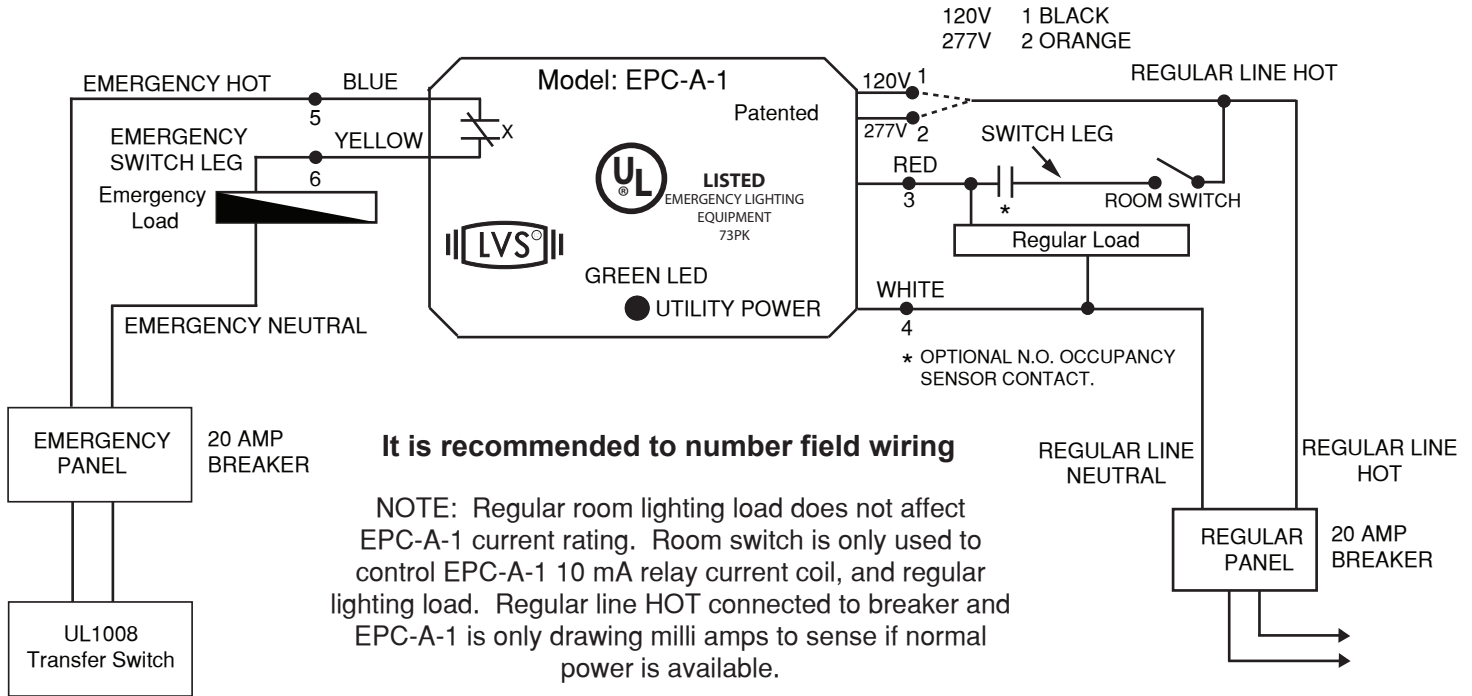 120V 1 BLACK
277V 2 ORANGE
EMERGENCY HOT
BLUE
5
EMERGENCY
SWITCH LEG
YELLOW
6
Emergency
Load
EMERGENCY NEUTRAL
X
Model: EPC-A-1
Patented
UL
®
LISTED
EMERGENCY LIGHTING
EQUIPMENT
73PK
LVS
GREEN LED
UTILITY POWER
120V 1
277V 2
REGULAR LINE HOT
SWITCH LEG
RED
3
*
ROOM SWITCH
Regular Load
WHITE
4
* OPTIONAL N.O. OCCUPANCY
SENSOR CONTACT.
EMERGENCY
PANEL
20 AMP
BREAKER
UL1008
Transfer Switch
It is recommended to number field wiring
NOTE: Regular room lighting load does not affect
EPC-A-1 current rating. Room switch is only used to
control EPC-A-1 10 mA relay current coil, and regular
lighting load. Regular line HOT connected to breaker and
EPC-A-1 is only drawing milli amps to sense if normal
power is available.
REGULAR LINE
NEUTRAL
REGULAR LINE
HOT
REGULAR
PANEL
20 AMP
BREAKER